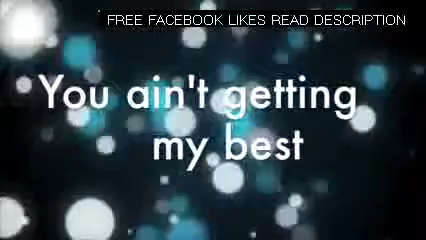 FREE FACEBOOK LIKES READ DESCRIPTION
You ain't getting
my best